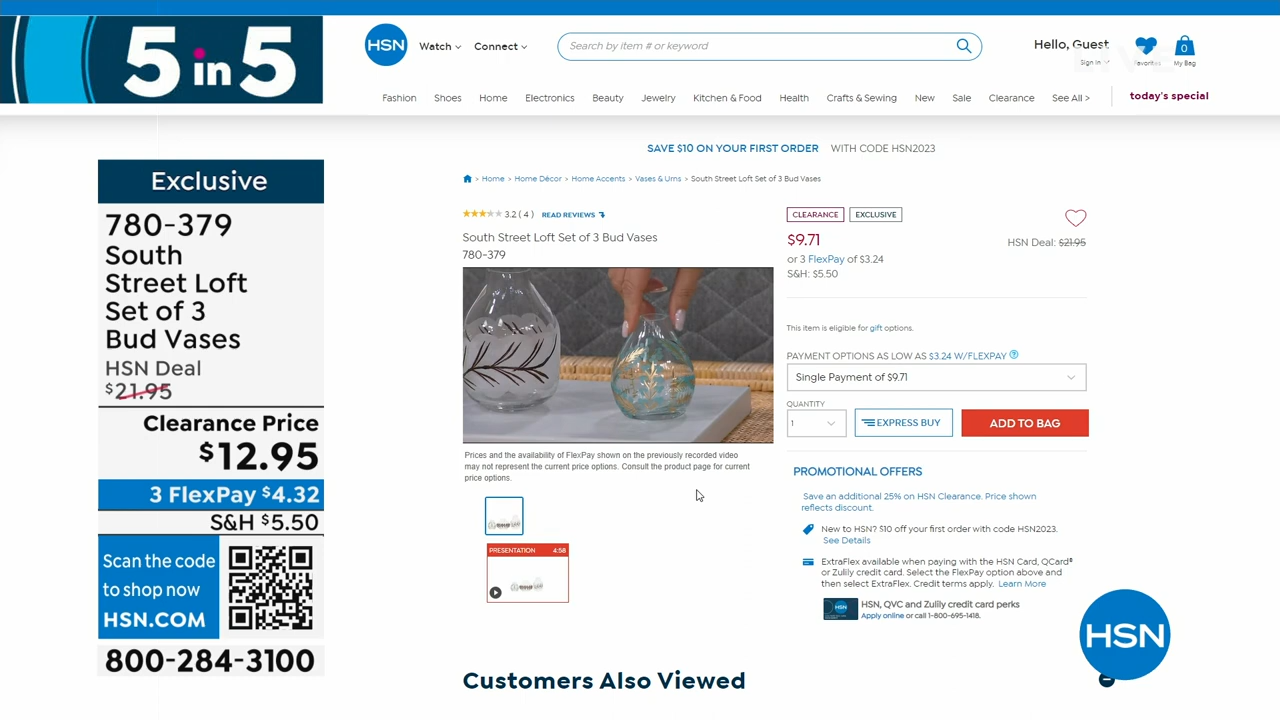 5 in 5
HSN
Watch
Connect
Search by item # or keyword
Hello, Guest
Sign In
Favorites
0
My Bag
Fashion
Shoes
Home
Electronics
Beauty
Jewelry
Kitchen & Food
Health
Crafts & Sewing
New
Sale
Clearance
See All >
today's special
SAVE $10 ON YOUR FIRST ORDER WITH CODE HSN2023
> Home > Home Décor > Home Accents > Vases & Urns > South Street Loft Set of 3 Bud Vases
Exclusive
780-379
South
Street Loft
Set of 3
Bud Vases
HSN Deal
$21.95
Clearance Price
$12.95
3 FlexPay $4.32
S&H $5.50
Scan the code
to shop now
HSN.COM
800-284-3100
3.2 ( 4 ) READ REVIEWS
South Street Loft Set of 3 Bud Vases
780-379
Prices and the availability of FlexPay shown on the previously recorded video
may not represent the current price options. Consult the product page for current
price options.
PRESENTATION 4:58
CLEARANCE
EXCLUSIVE
$9.71
HSN Deal: $21.95
or 3 FlexPay of $3.24
S&H: $5.50
This item is eligible for gift options.
PAYMENT OPTIONS AS LOW AS $3.24 W/FLEXPAY ?
Single Payment of $9.71
QUANTITY
1
EXPRESS BUY
ADD TO BAG
PROMOTIONAL OFFERS
Save an additional 25% on HSN Clearance. Price shown
reflects discount.
New to HSN? $10 off your first order with code HSN2023.
See Details
ExtraFlex available when paying with the HSN Card, QCard®
or Zulily credit card. Select the FlexPay option above and
then select ExtraFlex. Credit terms apply. Learn More
HSN, QVC and Zulily credit card perks
Apply online or call 1-800-695-1418.
HSN
Customers Also Viewed